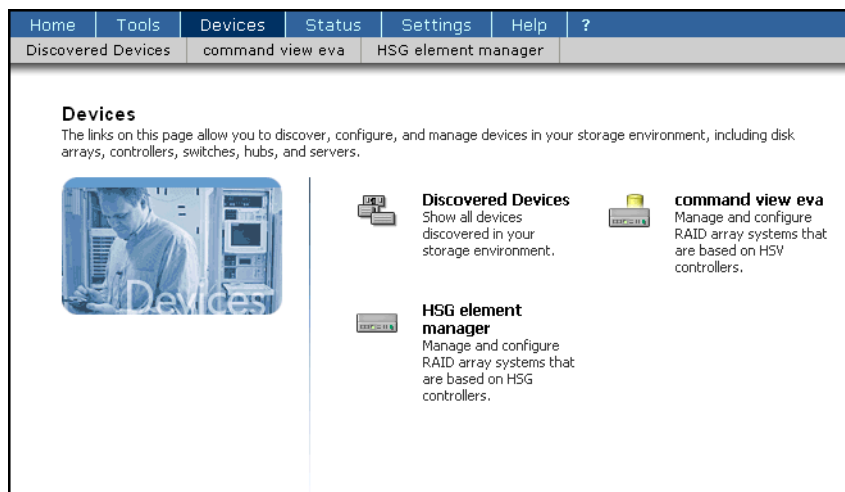 Home Tools Devices Status Settings Help ?
Discovered Devices command view eva HSG element manager
Devices
The links on this page allow you to discover, configure, and manage devices in your storage environment, including disk
arrays, controllers, switches, hubs, and servers.
Devices
Discovered Devices
Show all devices
discovered in your
storage environment.
command view eva
Manage and configure
RAID array systems that
are based on HSV
controllers.
HSG element
manager
Manage and configure
RAID array systems that
are based on HSG
controllers.